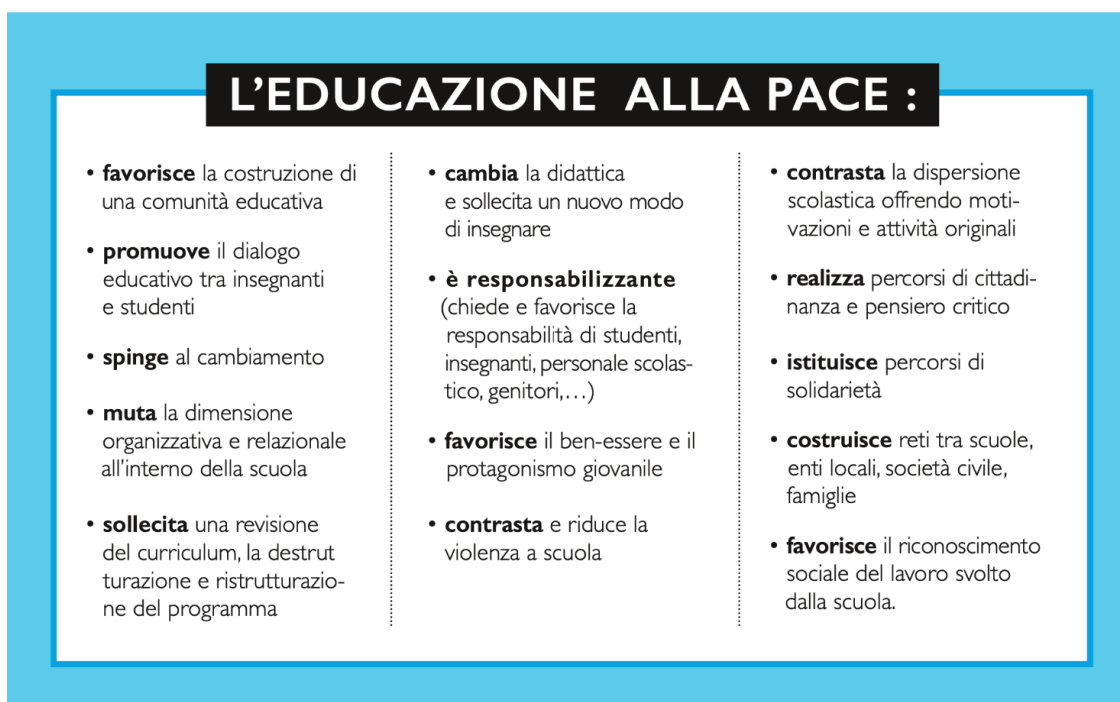 L'EDUCAZIONE ALLA PACE :
• favorisce la costruzione di
una comunità educativa
• promuove il dialogo
educativo tra insegnanti
e studenti
• spinge al cambiamento
• muta la dimensione
organizzativa e relazionale
all'interno della scuola
• sollecita una revisione
del curriculum, la destrut
turazione e ristrutturazio-
ne del programma
• cambia la didattica
e sollecita un nuovo modo
di insegnare
• è responsabilizzante
(chiede e favorisce la
responsabilità di studenti,
insegnanti, personale scolas-
tico, genitori,…)
• favorisce il ben-essere e il
protagonismo giovanile
• contrasta e riduce la
violenza a scuola
• contrasta la dispersione
scolastica offrendo moti-
vazioni e attività originali
• realizza percorsi di cittadi-
nanza e pensiero critico
• istituisce percorsi di
solidarietà
• costruisce reti tra scuole,
enti locali, società civile,
famiglie
• favorisce il riconoscimento
sociale del lavoro svolto
dalla scuola.